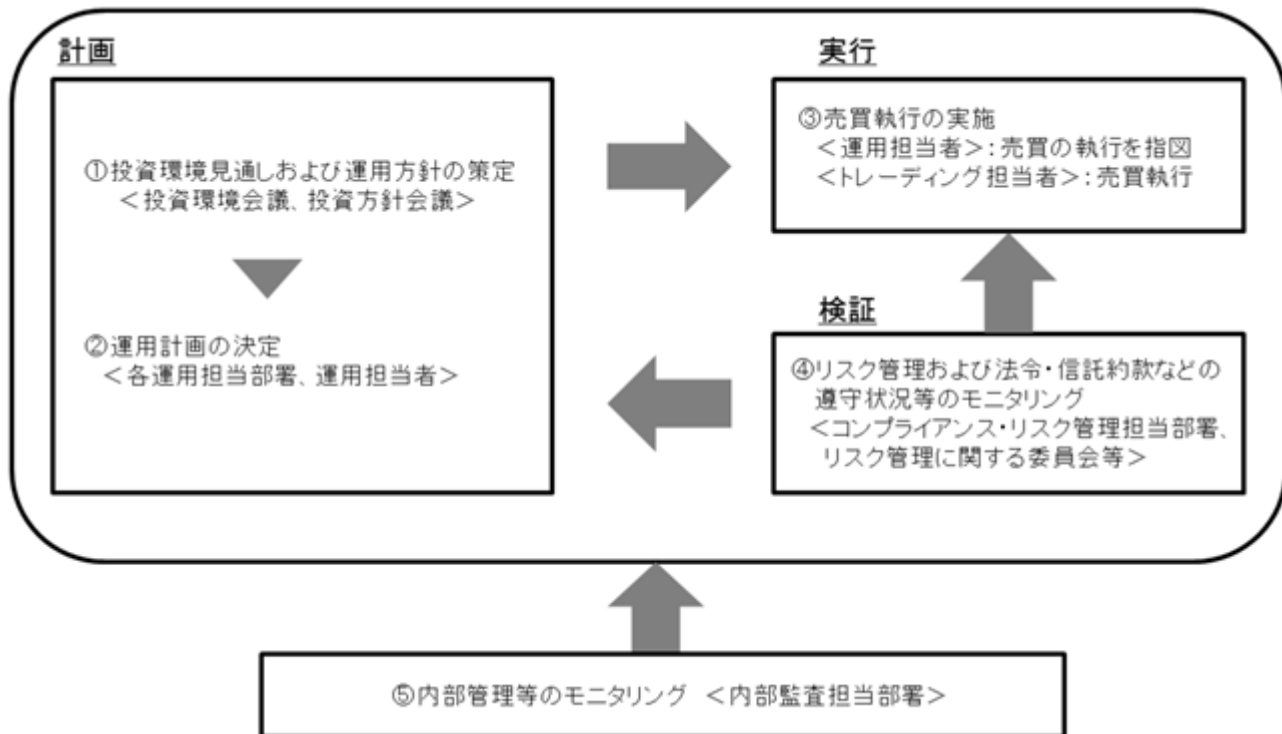 計画
①投資環境見通しおよび運用方針の策定
＜投資環境会議、投資方針会議＞
②運用計画の決定
＜各運用担当部署、運用担当者＞
実行
③売買執行の実施
＜運用担当者＞：売買の執行を指図
＜トレーディング担当者＞：売買執行
検証
④リスク管理および法令・信託約款などの
遵守状況等のモニタリング
＜コンプライアンス・リスク管理担当部署、
リスク管理に関する委員会等＞
⑤内部管理等のモニタリング ＜内部監査担当部署＞